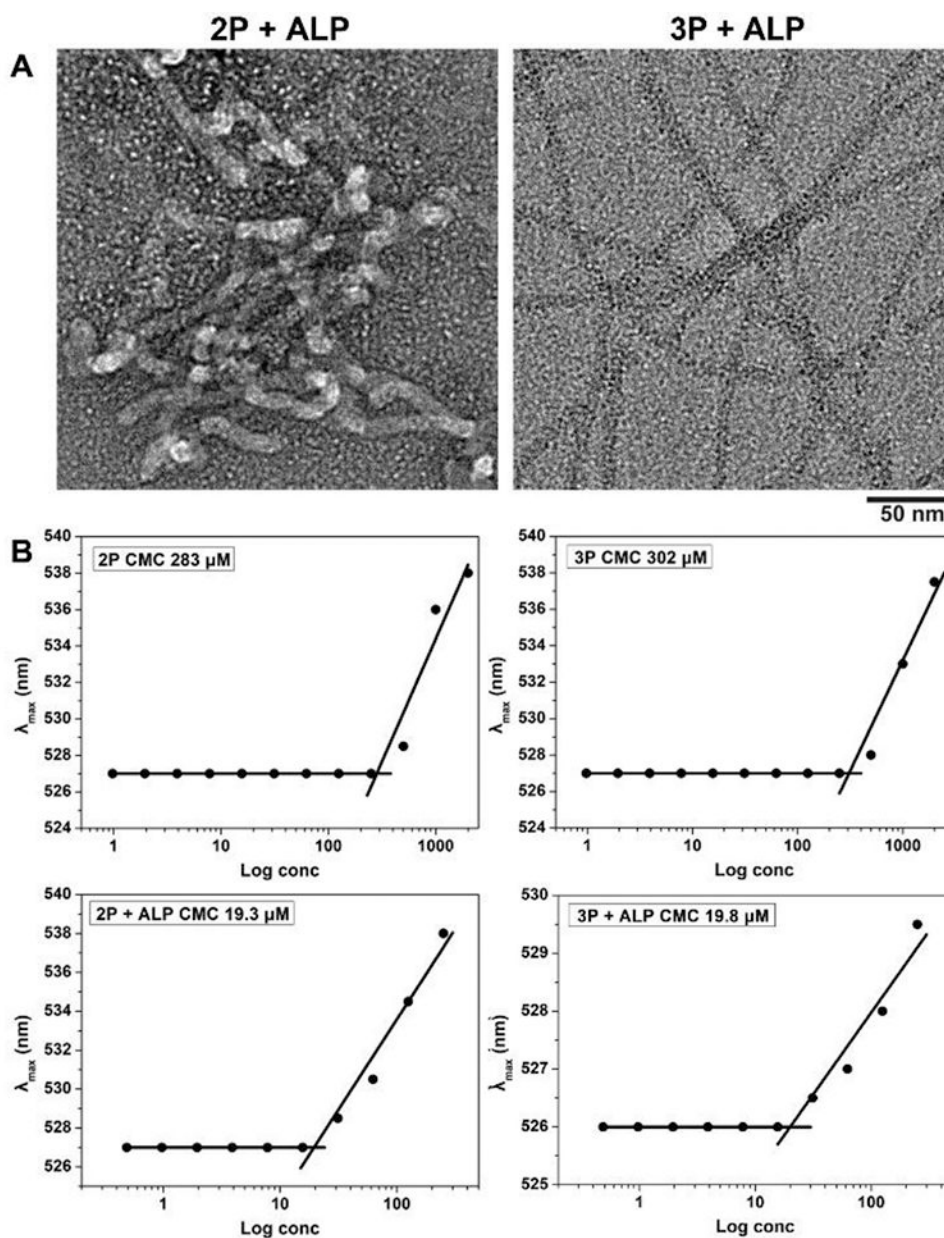 2P + ALP 3P + ALP
A
50 nm
B
540
538
536
534
532
530
528
526
524
λmax (nm)
2P CMC 283 μM
1 10 100 1000
Log conc
540
538
536
534
532
530
528
526
524
λmax (nm)
3P CMC 302 μM
1 10 100 1000
Log conc
540
538
536
534
532
530
528
526
λmax (nm)
2P + ALP CMC 19.3 μM
1 10 100
Log conc
530
529
528
527
526
525
λmax (nm)
3P + ALP CMC 19.8 μM
1 10 100
Log conc